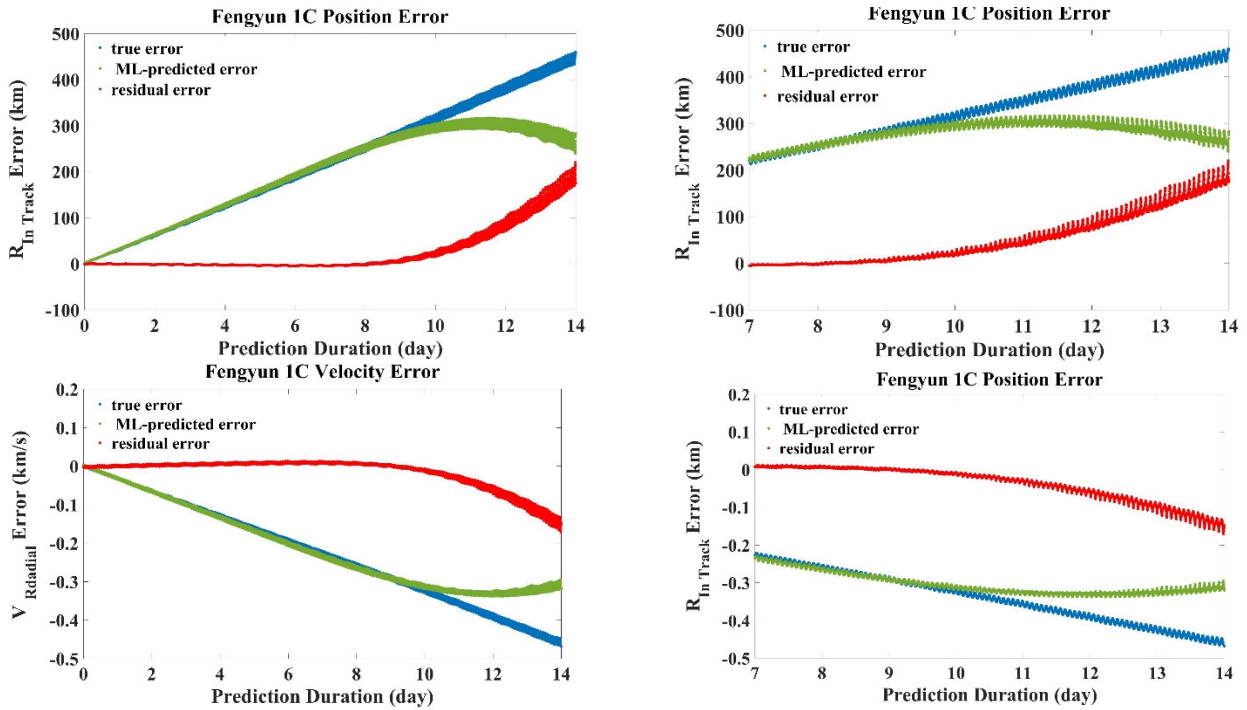 Fengyun 1C Position Error
500
400
300
200
100
0
-100
R In Track Error (km)
true error
ML-predicted error
residual error
0 2 4 6 8 10 12 14
Prediction Duration (day)
Fengyun 1C Position Error
500
400
300
200
100
0
-100
R In Track Error (km)
true error
ML-predicted error
residual error
7 8 9 10 11 12 13 14
Prediction Duration (day)
Fengyun 1C Velocity Error
0.2
0.1
0
-0.1
-0.2
-0.3
-0.4
-0.5
V Rdadial Error (km/s)
true error
ML-predicted error
residual error
0 2 4 6 8 10 12 14
Prediction Duration (day)
Fengyun 1C Position Error
0.2
0.1
0
-0.1
-0.2
-0.3
-0.4
-0.5
R In Track Error (km)
true error
ML-predicted error
residual error
7 8 9 10 11 12 13 14
Prediction Duration (day)